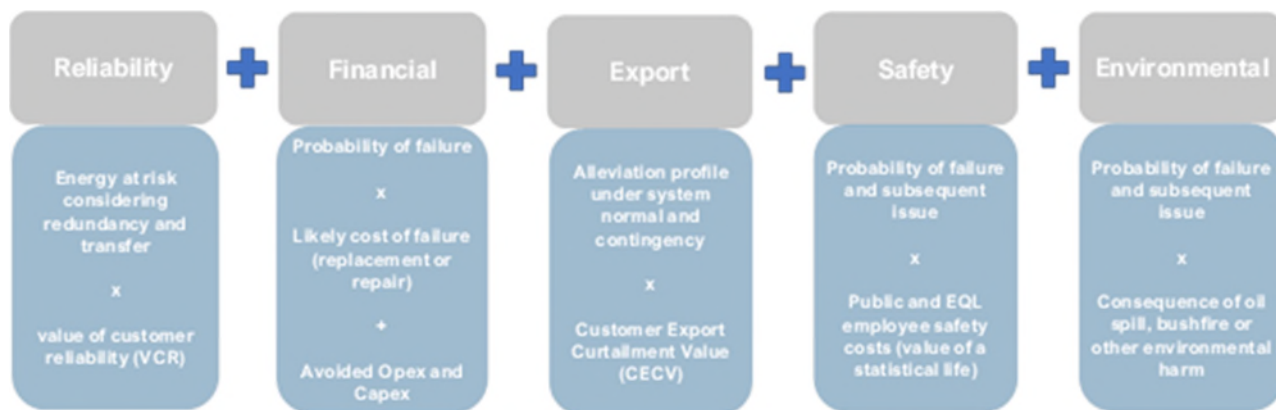 Reliability
Energy at risk
considering
redundancy and
transfer
x
value of customer
reliability (VCR)
Financial
Probability of failure
x
Likely cost of failure
(replacement or
repair)
+
Avoided Opex and
Capex
Export
Alleviation profile
under system
normal and
contingency
x
Customer Export
Curtailment Value
(CECV)
Safety
Probability of failure
and subsequent
issue
x
Public and EQL
employee safety
costs (value of a
statistical life)
Environmental
Probability of failure
and subsequent
issue
x
Consequence of oil
spill, bushfire or
other environmental
harm